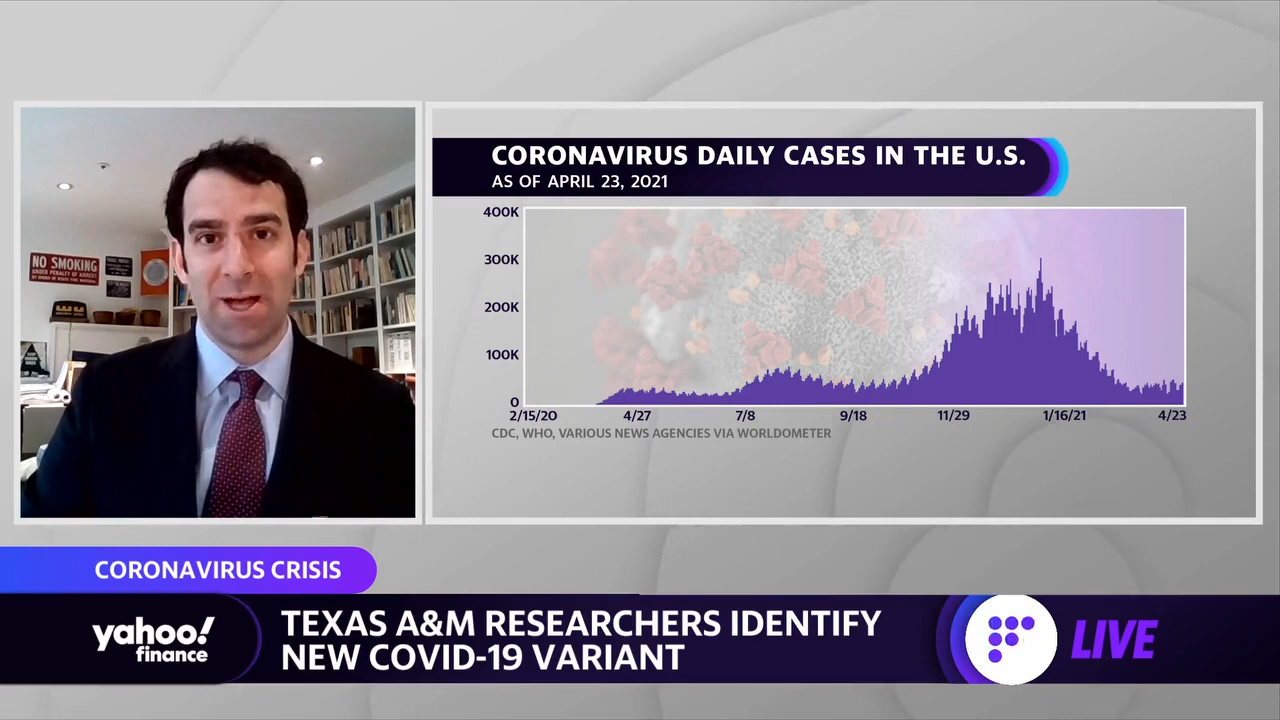 NO SMOKING
CORONAVIRUS DAILY CASES IN THE U.S.
AS OF APRIL 23, 2021
400K
300K
200K
100K
0
2/15/20 4/27 7/8 9/18 11/29 1/16/21 4/23
CDC, WHO, VARIOUS NEWS AGENCIES VIA WORLDOMETER
CORONAVIRUS CRISIS
yahoo!
finance
TEXAS A&M RESEARCHERS IDENTIFY
NEW COVID-19 VARIANT
LIVE